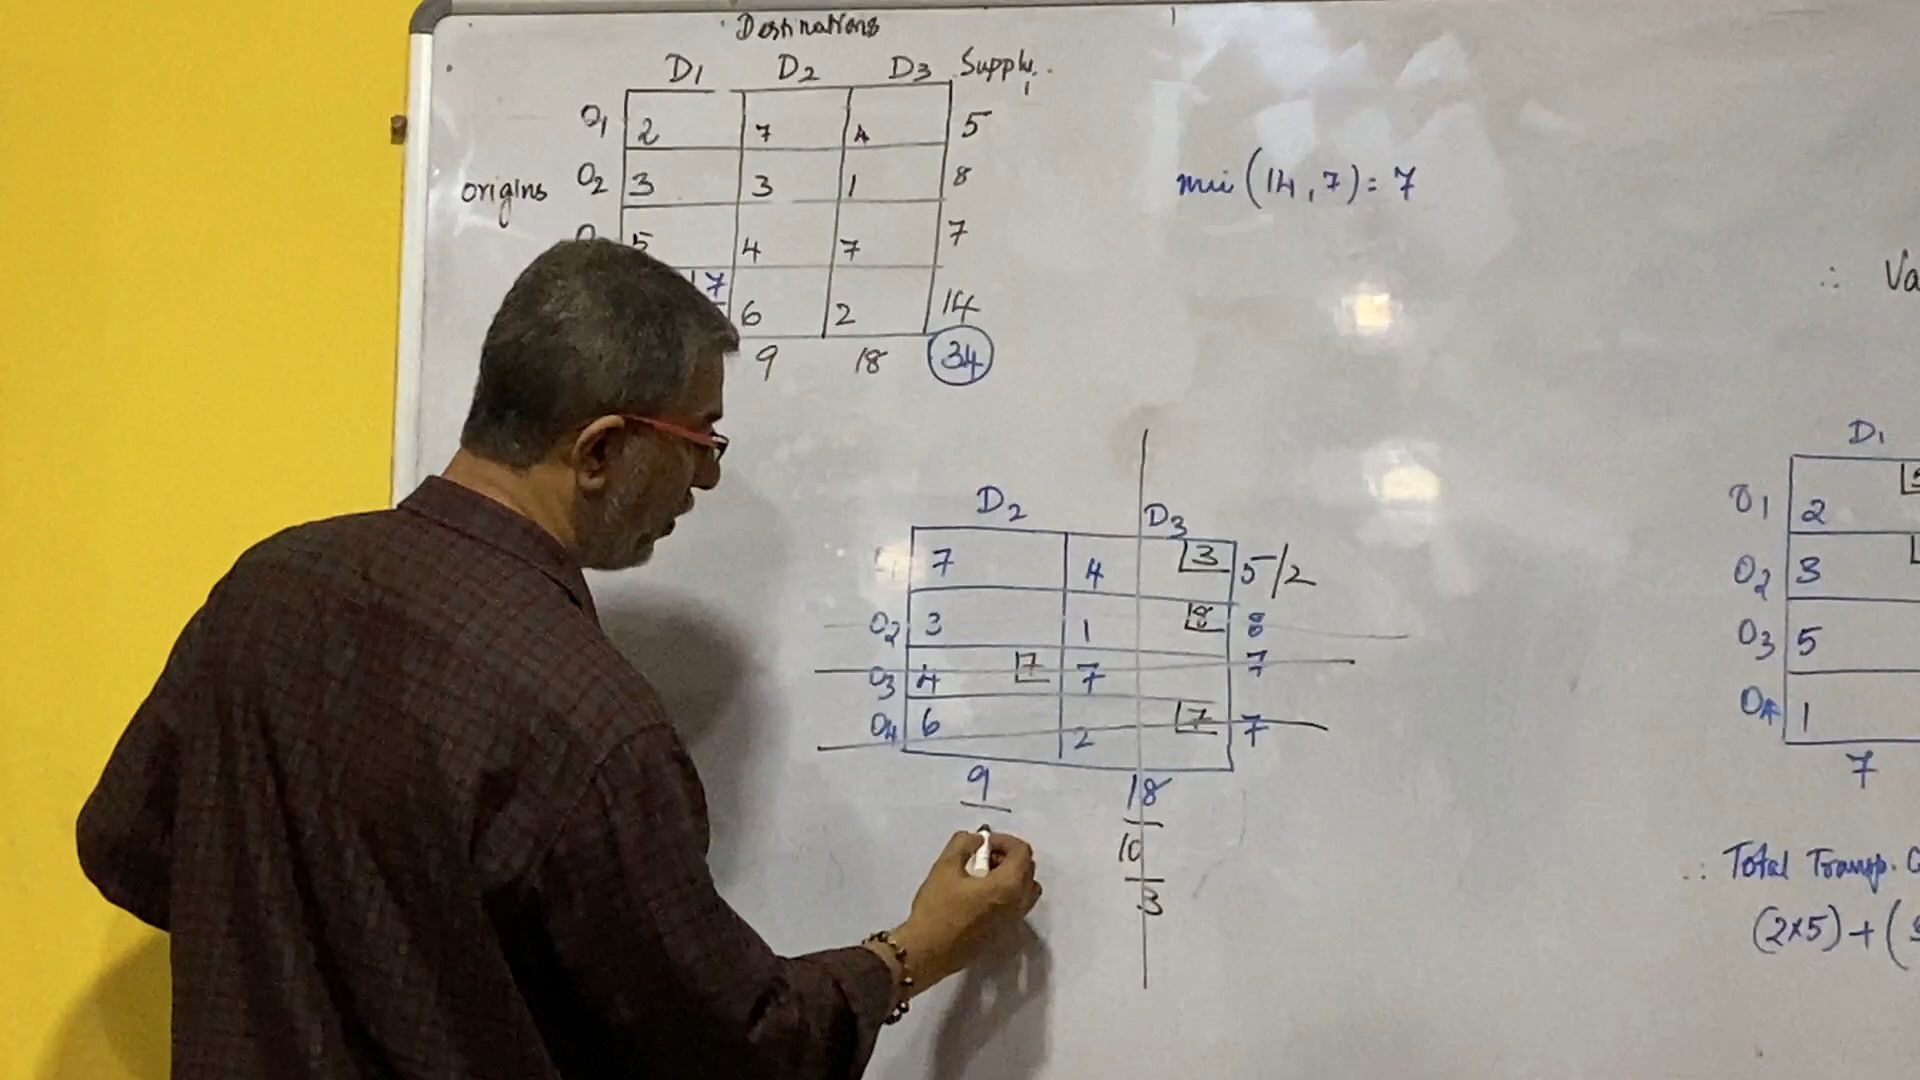 Destinations
D1 D2 D3 Supply
O1 2 7 4 5
origins O2 3 3 1 8
5 4 7 7
7
6 2 14
9 18 34
min (14, 7) = 7
D2 D3
7 4 3 5/2
O2 3 1 8 8
O3 4 7 7 7
O4 6 2 7 7
9 18
10
3
∴ Va
D1
O1 2
O2 3
O3 5
O4 1
7
∴ Total Transp. C
(2×5) + (3